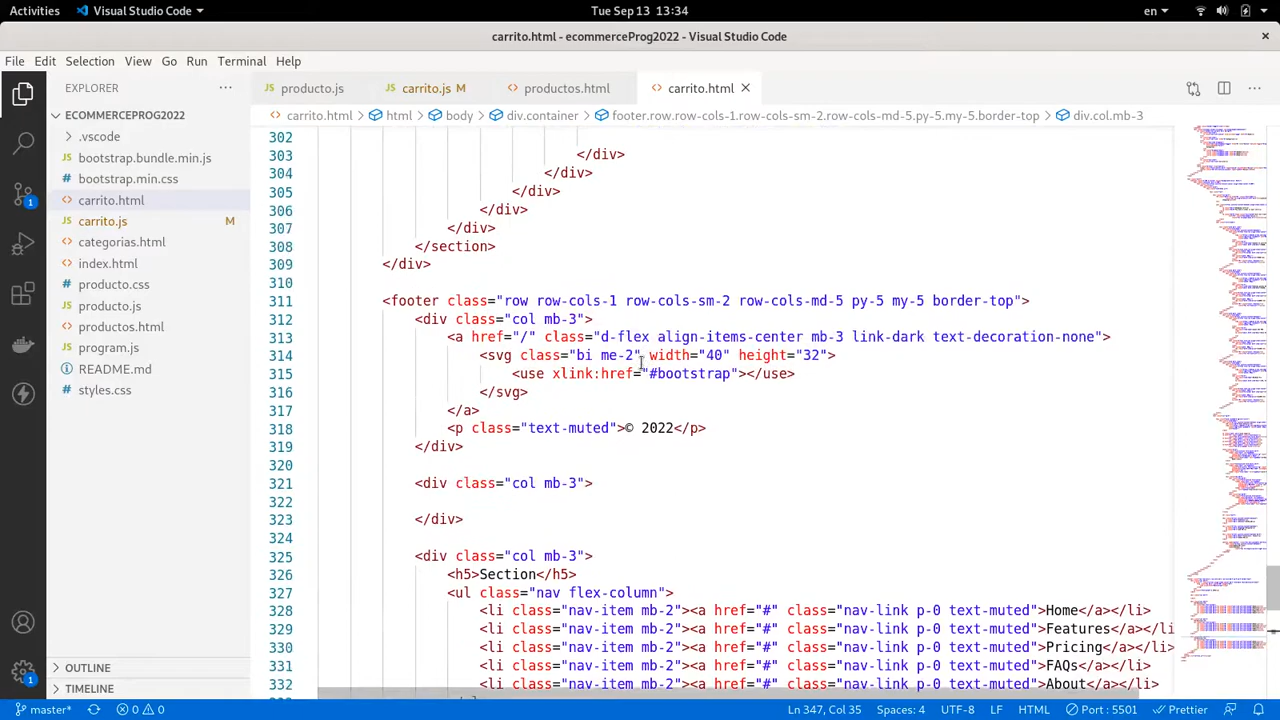 Activities Visual Studio Code Tue Sep 13 13:34 en
carrito.html - ecommerceProg2022 - Visual Studio Code
File Edit Selection View Go Run Terminal Help
EXPLORER
producto.js carrito.js M productos.html carrito.html
ECOMMERCEPROG2022
carrito.html > html > body > div.container > footer.row.row-cols-1.row-cols-sm-2.row-cols-md-5.py-5.my-5.border-top > div.col.mb-3
.vscode
bootstrap.bundle.min.js
bootstrap.min.css
carrito.html
carrito.js M
categorias.html
index.html
producto.css
producto.js
productos.html
productos.js
README.md
styles.css
OUTLINE
TIMELINE
302
303 </div>
304 </div>
305 </div>
306 </div>
307 </div>
308 </section>
309 </div>
310
311 <footer class="row row-cols-1 row-cols-sm-2 row-cols-md-5 py-5 my-5 border-top">
312 <div class="col mb-3">
313 <a href="/" class="d-flex align-items-center mb-3 link-dark text-decoration-none">
314 <svg class="bi me-2" width="40" height="32">
315 <use xlink:href="#bootstrap"></use>
316 </svg>
317 </a>
318 <p class="text-muted">© 2022</p>
319 </div>
320
321 <div class="col mb-3">
322
323 </div>
324
325 <div class="col mb-3">
326 <h5>Section</h5>
327 <ul class="nav flex-column">
328 <li class="nav-item mb-2"><a href="#" class="nav-link p-0 text-muted">Home</a></li>
329 <li class="nav-item mb-2"><a href="#" class="nav-link p-0 text-muted">Features</a></li
330 <li class="nav-item mb-2"><a href="#" class="nav-link p-0 text-muted">Pricing</a></li>
331 <li class="nav-item mb-2"><a href="#" class="nav-link p-0 text-muted">FAQs</a></li>
332 <li class="nav-item mb-2"><a href="#" class="nav-link p-0 text-muted">About</a></li>
1
1
master* 0 0 Ln 347, Col 35 Spaces: 4 UTF-8 LF HTML Port : 5501 Prettier